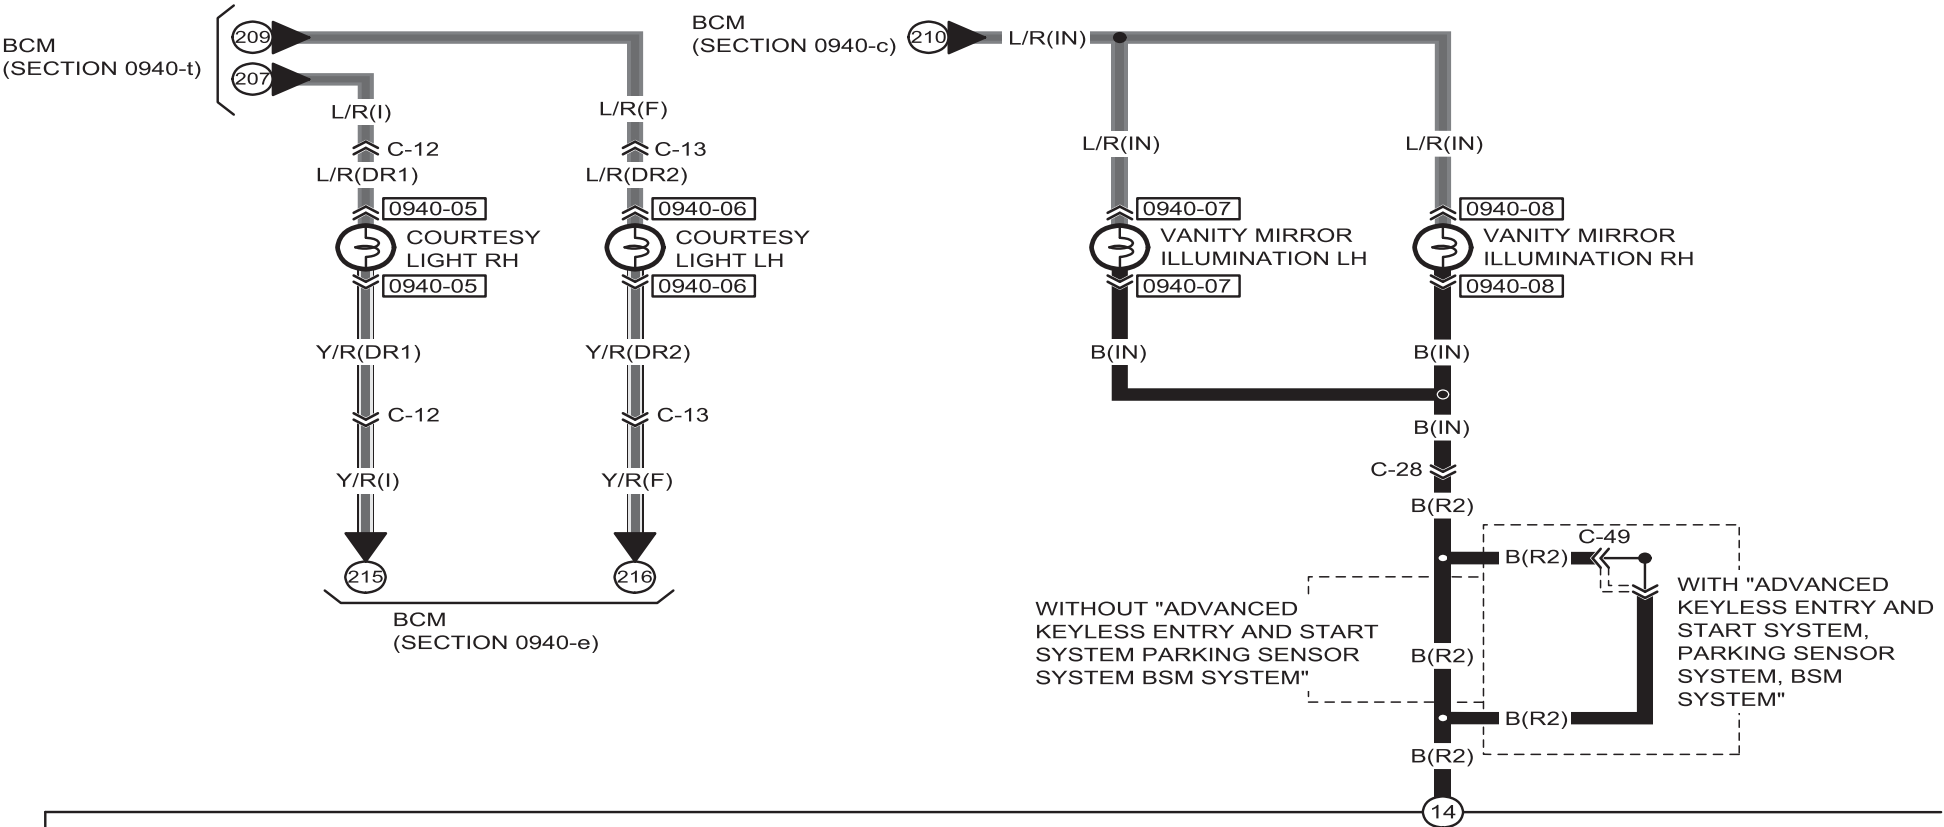 BCM
(SECTION 0940-t)
209
207
L/R(I)
C-12
L/R(DR1)
0940-05
COURTESY
LIGHT RH
0940-05
Y/R(DR1)
C-12
Y/R(I)
215
L/R(F)
C-13
L/R(DR2)
0940-06
COURTESY
LIGHT LH
0940-06
Y/R(DR2)
C-13
Y/R(F)
216
BCM
(SECTION 0940-e)
BCM
(SECTION 0940-c)
210
L/R(IN)
L/R(IN)
0940-07
VANITY MIRROR
ILLUMINATION LH
0940-07
B(IN)
L/R(IN)
0940-08
VANITY MIRROR
ILLUMINATION RH
0940-08
B(IN)
B(IN)
C-28
B(R2)
B(R2)
C-49
WITHOUT "ADVANCED
KEYLESS ENTRY AND START
SYSTEM PARKING SENSOR
SYSTEM BSM SYSTEM"
B(R2)
WITH "ADVANCED
KEYLESS ENTRY AND
START SYSTEM,
PARKING SENSOR
SYSTEM, BSM
SYSTEM"
B(R2)
B(R2)
14